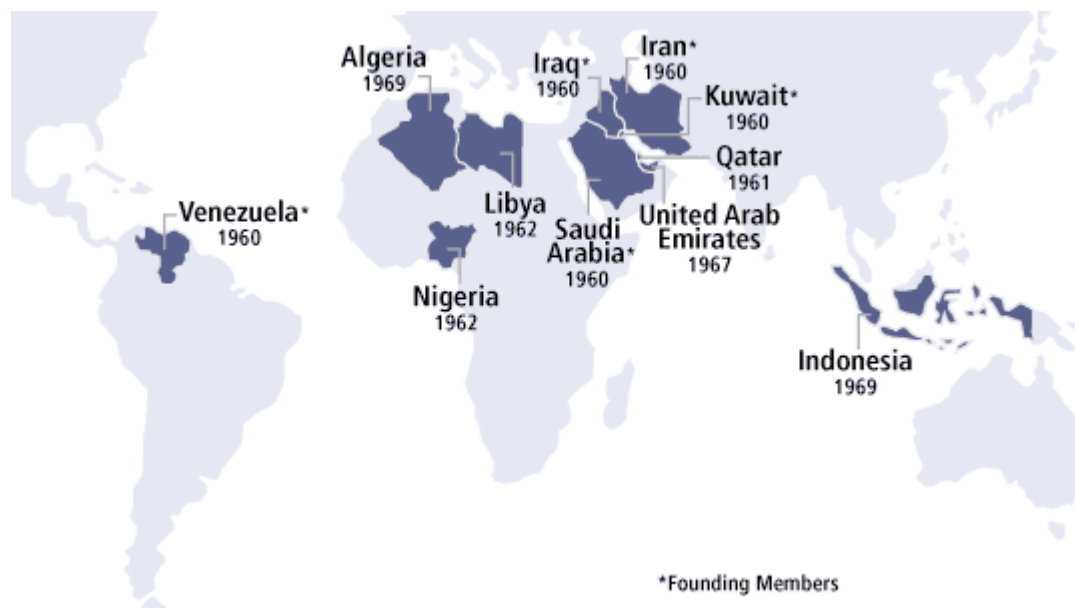 Algeria
1969
Iraq*
1960
Iran*
1960
Kuwait*
1960
Qatar
1961
Venezuela*
1960
Libya
1962
Saudi
Arabia*
1960
United Arab
Emirates
1967
Nigeria
1962
Indonesia
1969
*Founding Members